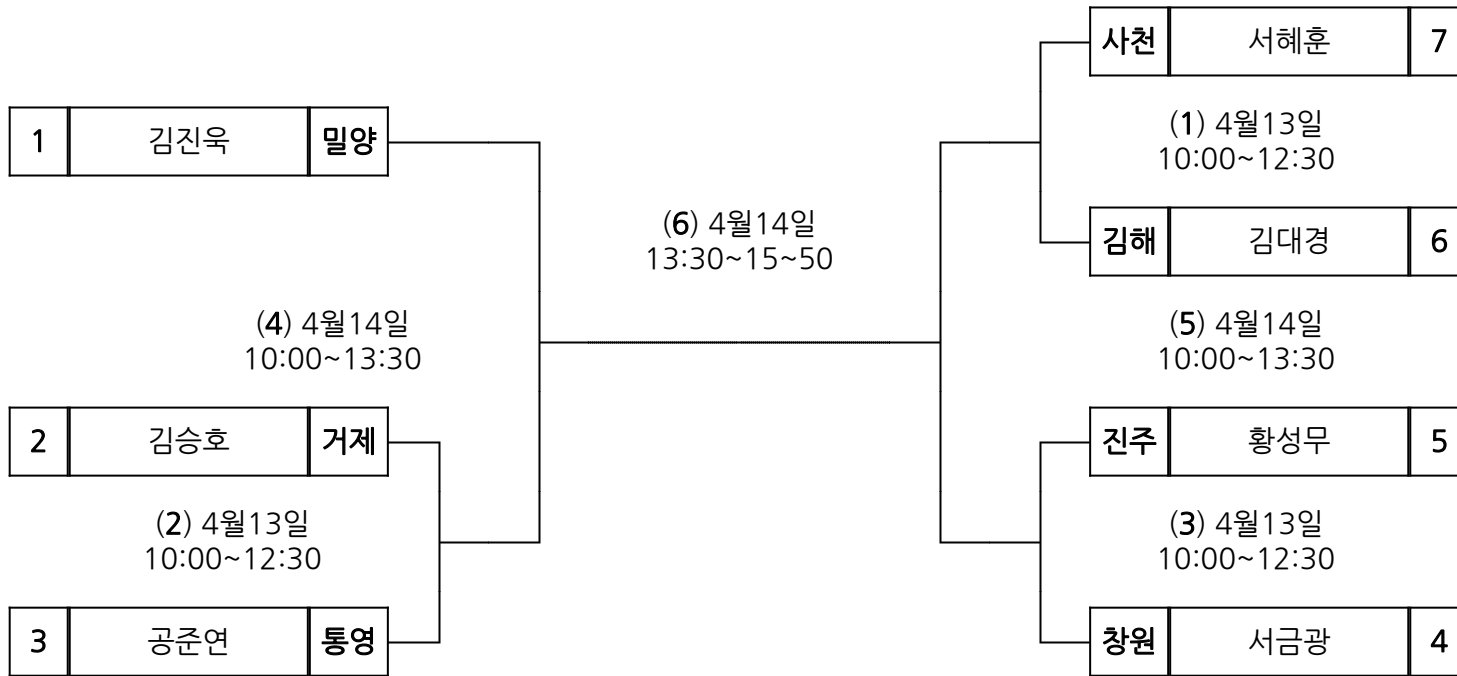 사천 서혜훈 7
1 김진욱 밀양
(1) 4월13일
10:00~12:30
(6) 4월14일
13:30~15~50
김해 김대경 6
(4) 4월14일
10:00~13:30
(5) 4월14일
10:00~13:30
2 김승호 거제
진주 황성무 5
(2) 4월13일
10:00~12:30
(3) 4월13일
10:00~12:30
3 공준연 통영
창원 서금광 4